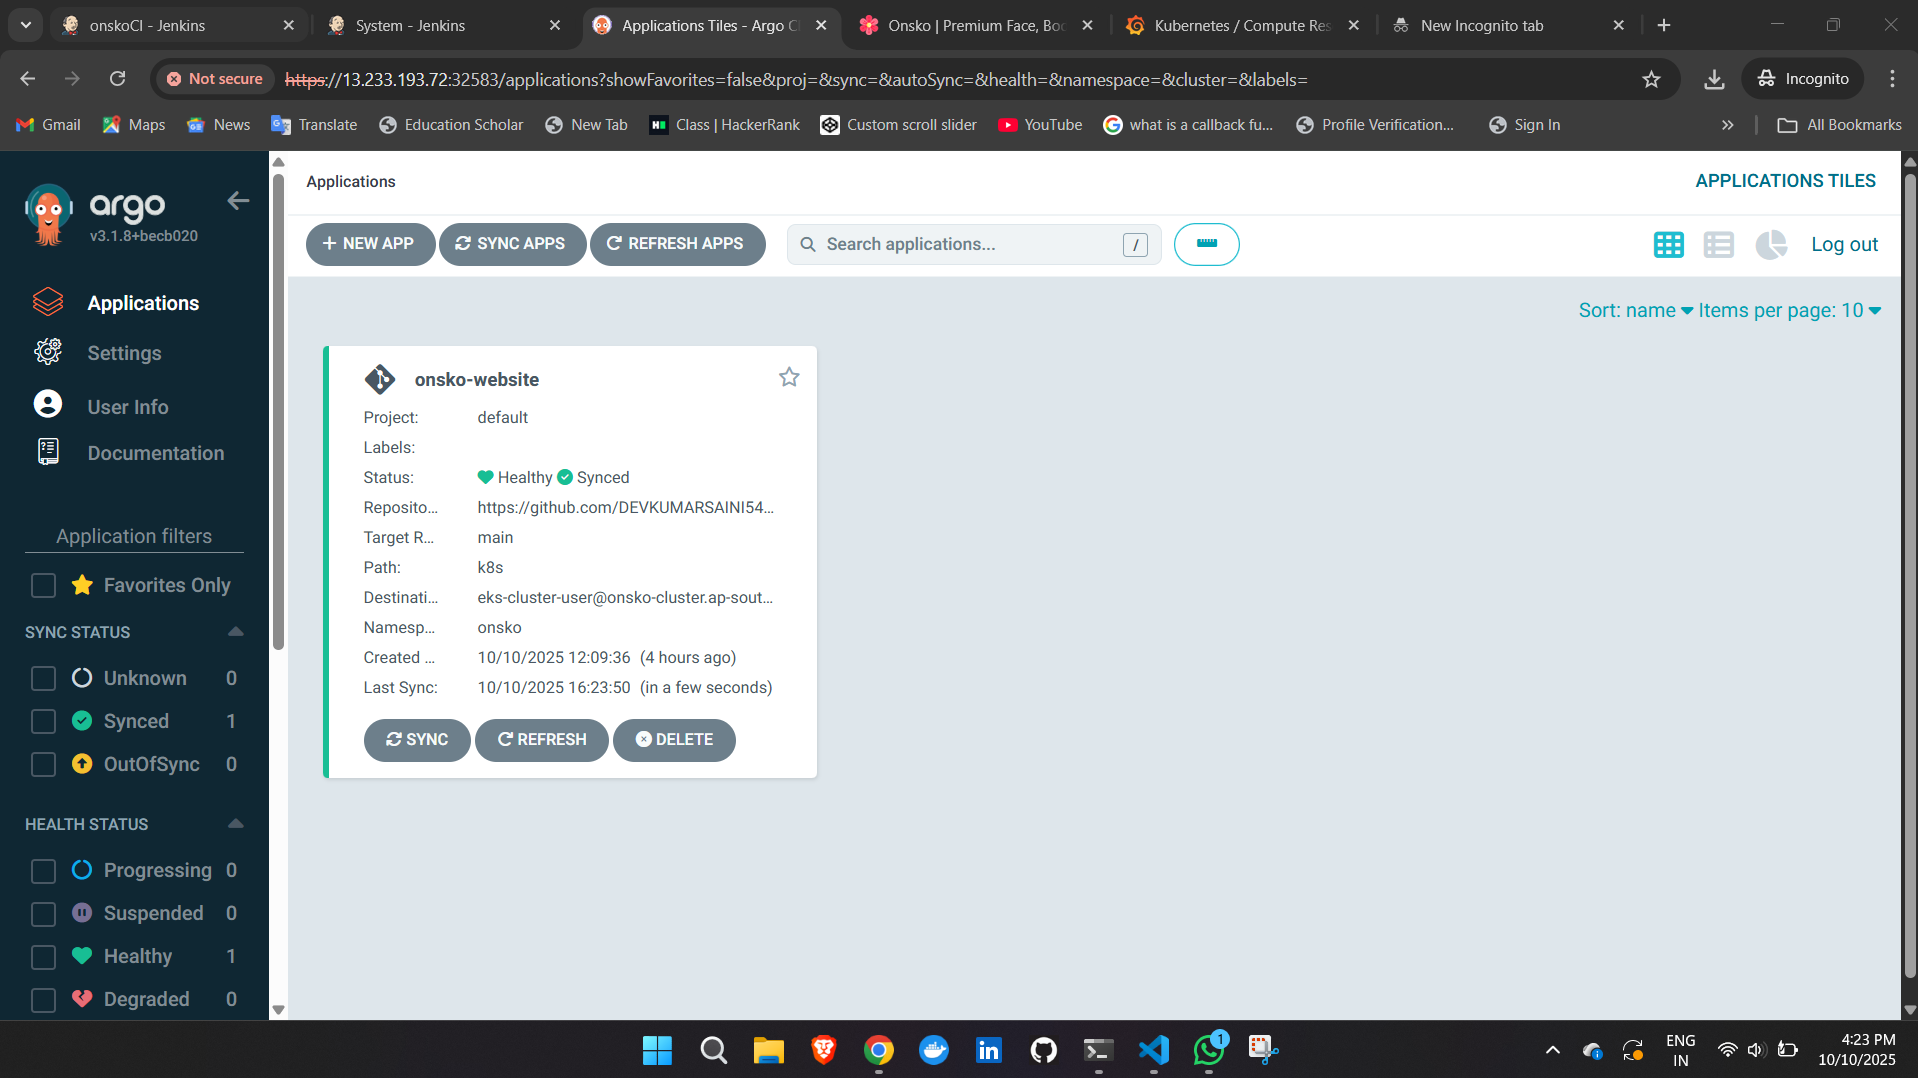 onskoCI - Jenkins
System - Jenkins
Applications Tiles - Argo C
Onsko | Premium Face, Boc
Kubernetes / Compute Res
New Incognito tab
Not secure
https://13.233.193.72:32583/applications?showFavorites=false&proj=&sync=&autoSync=&health=&namespace=&cluster=&labels=
Incognito
Gmail
Maps
News
Translate
Education Scholar
New Tab
Class | HackerRank
Custom scroll slider
YouTube
what is a callback fu...
Profile Verification...
Sign In
»
All Bookmarks
argo
v3.1.8+becb020
Applications
Settings
User Info
Documentation
Application filters
Favorites Only
SYNC STATUS
Unknown 0
Synced 1
OutOfSync 0
HEALTH STATUS
Progressing 0
Suspended 0
Healthy 1
Degraded 0
Applications
APPLICATIONS TILES
+ NEW APP
SYNC APPS
REFRESH APPS
Search applications...
/
Log out
Sort: name
Items per page: 10
onsko-website
Project: default
Labels:
Status: Healthy Synced
Reposito... https://github.com/DEVKUMARSAINI54...
Target R... main
Path: k8s
Destinati... eks-cluster-user@onsko-cluster.ap-sout...
Namesp... onsko
Created ... 10/10/2025 12:09:36 (4 hours ago)
Last Sync: 10/10/2025 16:23:50 (in a few seconds)
SYNC
REFRESH
DELETE
1
ENG
IN
4:23 PM
10/10/2025